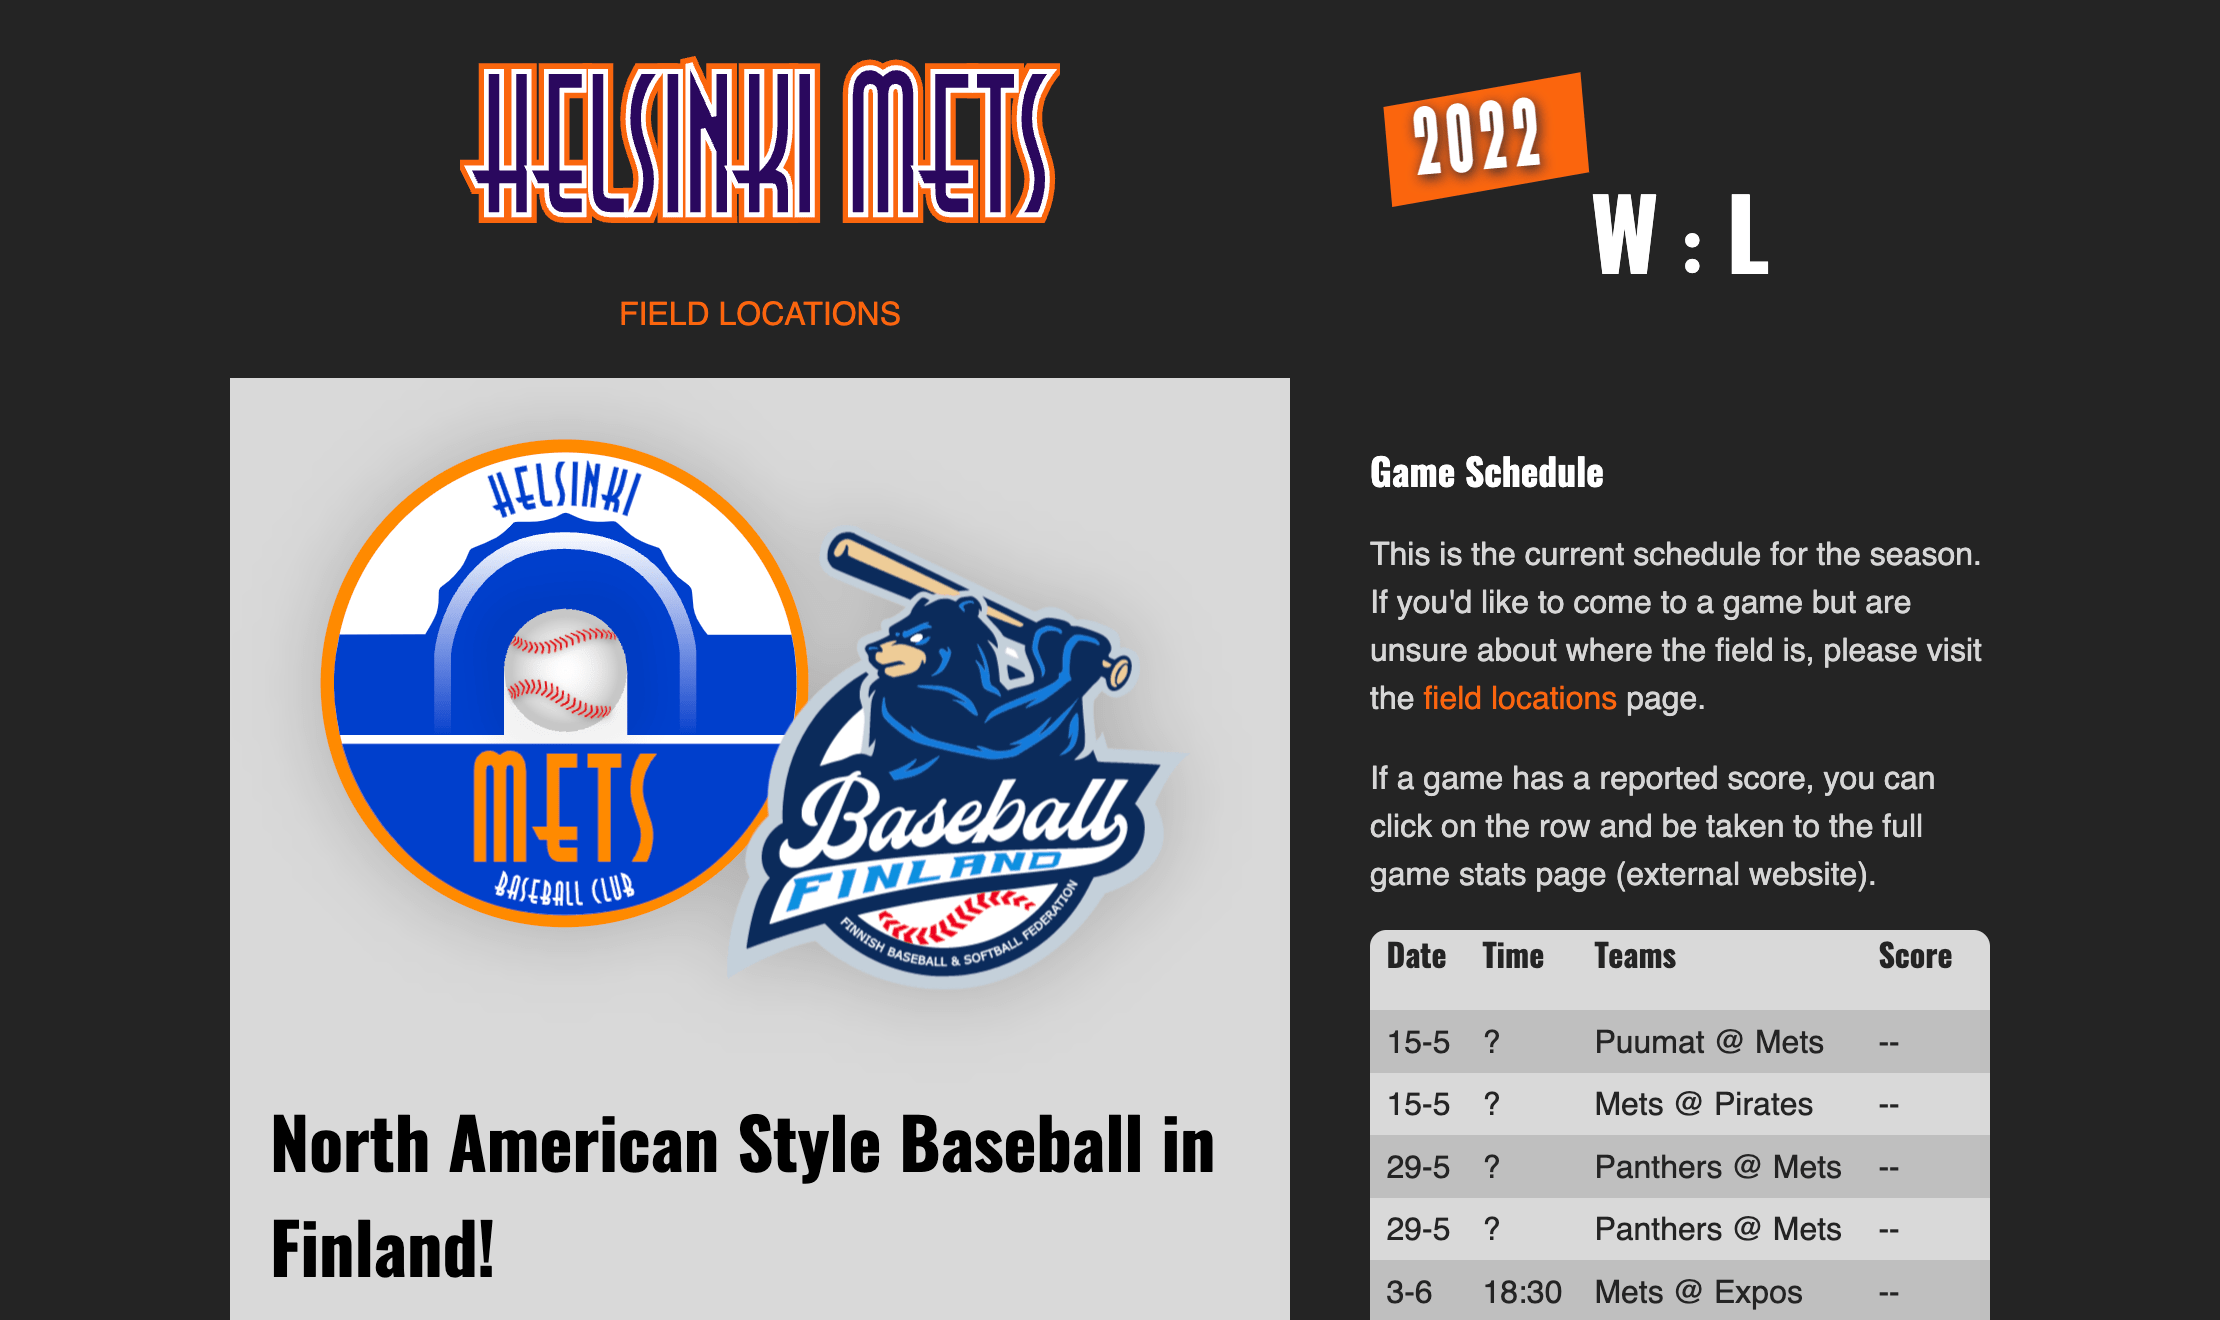 HELSINKI METS
2022
W : L
FIELD LOCATIONS
HELSINKI
METS
BASEBALL CLUB
Baseball
FINLAND
FINNISH BASEBALL & SOFTBALL FEDERATION
North American Style Baseball in
Finland!
Game Schedule
This is the current schedule for the season.
If you'd like to come to a game but are
unsure about where the field is, please visit
the field locations page.
If a game has a reported score, you can
click on the row and be taken to the full
game stats page (external website).
Date Time Teams Score
15-5 ? Puumat @ Mets --
15-5 ? Mets @ Pirates --
29-5 ? Panthers @ Mets --
29-5 ? Panthers @ Mets --
3-6 18:30 Mets @ Expos --